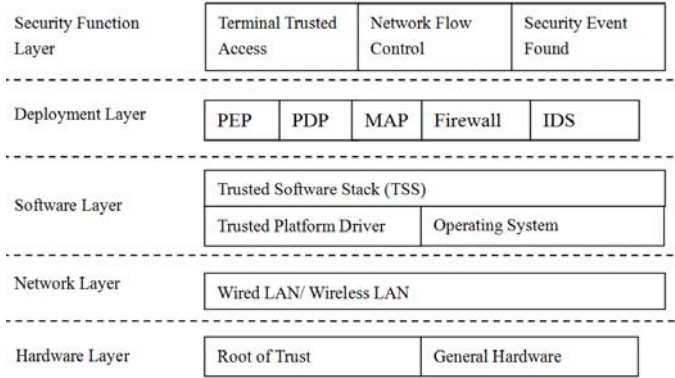 Security Function Layer
Terminal Trusted Access
Network Flow Control
Security Event Found
Deployment Layer
PEP
PDP
MAP
Firewall
IDS
Software Layer
Trusted Software Stack (TSS)
Trusted Platform Driver
Operating System
Network Layer
Wired LAN/ Wireless LAN
Hardware Layer
Root of Trust
General Hardware